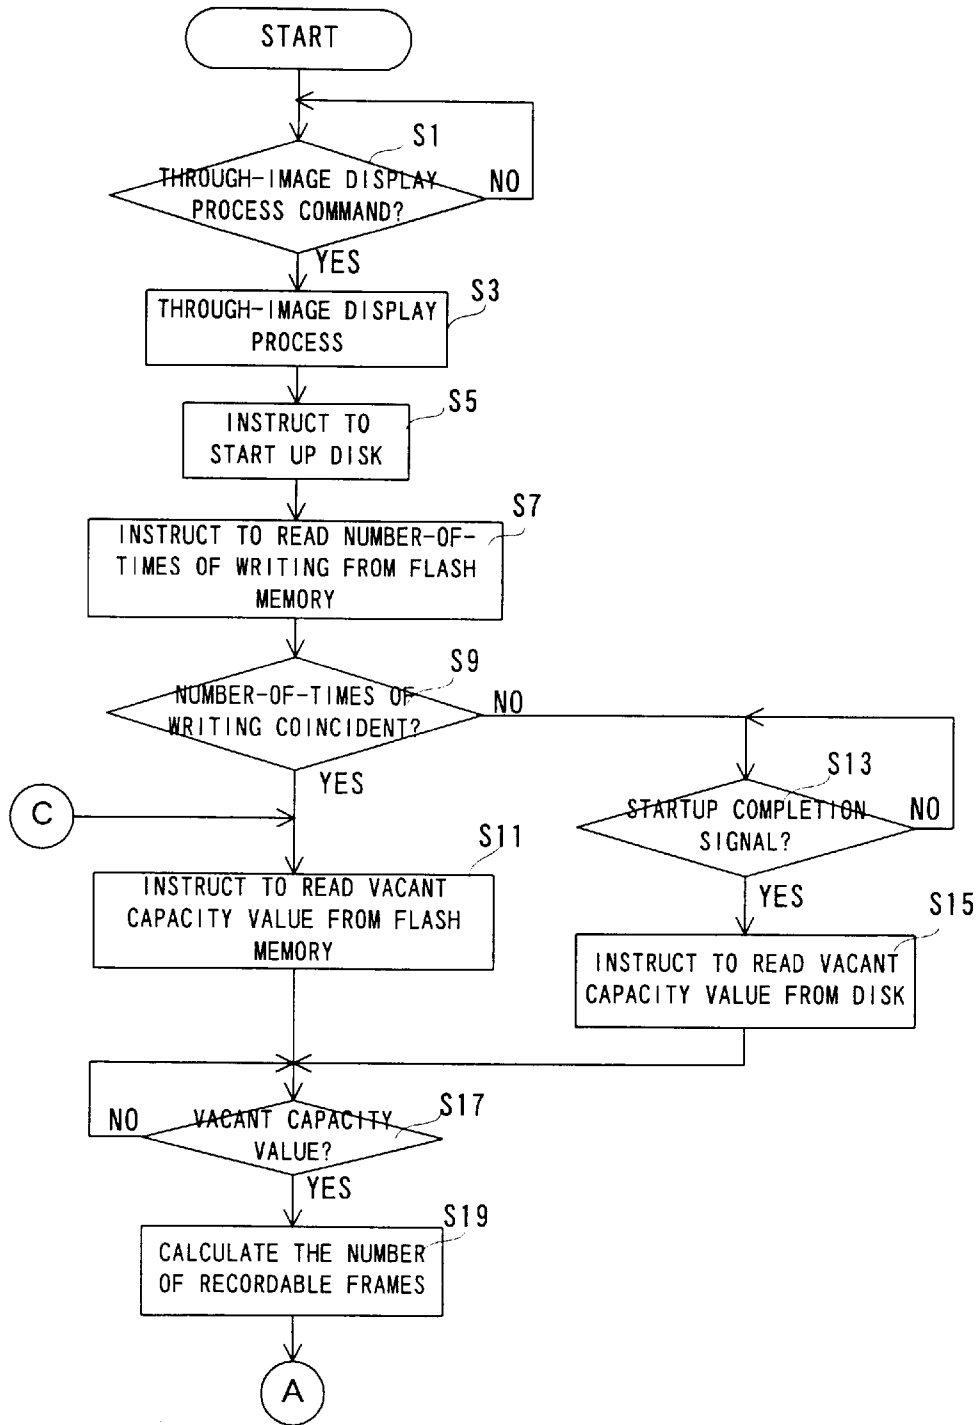 START
S1
THROUGH-IMAGE DISPLAY
PROCESS COMMAND?
NO
YES
S3
THROUGH-IMAGE DISPLAY
PROCESS
S5
INSTRUCT TO
START UP DISK
S7
INSTRUCT TO READ NUMBER-OF-
TIMES OF WRITING FROM FLASH
MEMORY
S9
NUMBER-OF-TIMES OF
WRITING COINCIDENT?
NO
YES
S13
STARTUP COMPLETION
SIGNAL?
NO
YES
C
S11
INSTRUCT TO READ VACANT
CAPACITY VALUE FROM FLASH
MEMORY
S15
INSTRUCT TO READ VACANT
CAPACITY VALUE FROM DISK
S17
VACANT CAPACITY
VALUE?
NO
YES
S19
CALCULATE THE NUMBER
OF RECORDABLE FRAMES
A